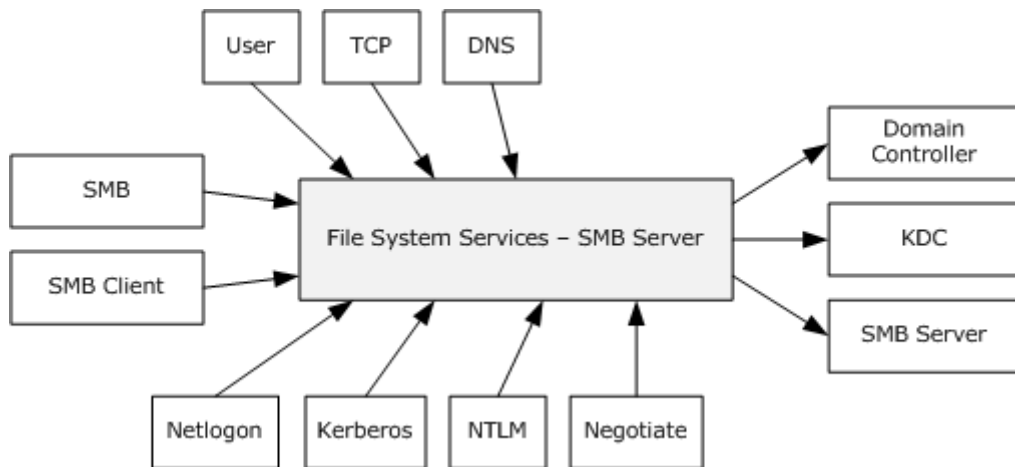 User
TCP
DNS
Domain
Controller
SMB
File System Services – SMB Server
KDC
SMB Client
SMB Server
Netlogon
Kerberos
NTLM
Negotiate